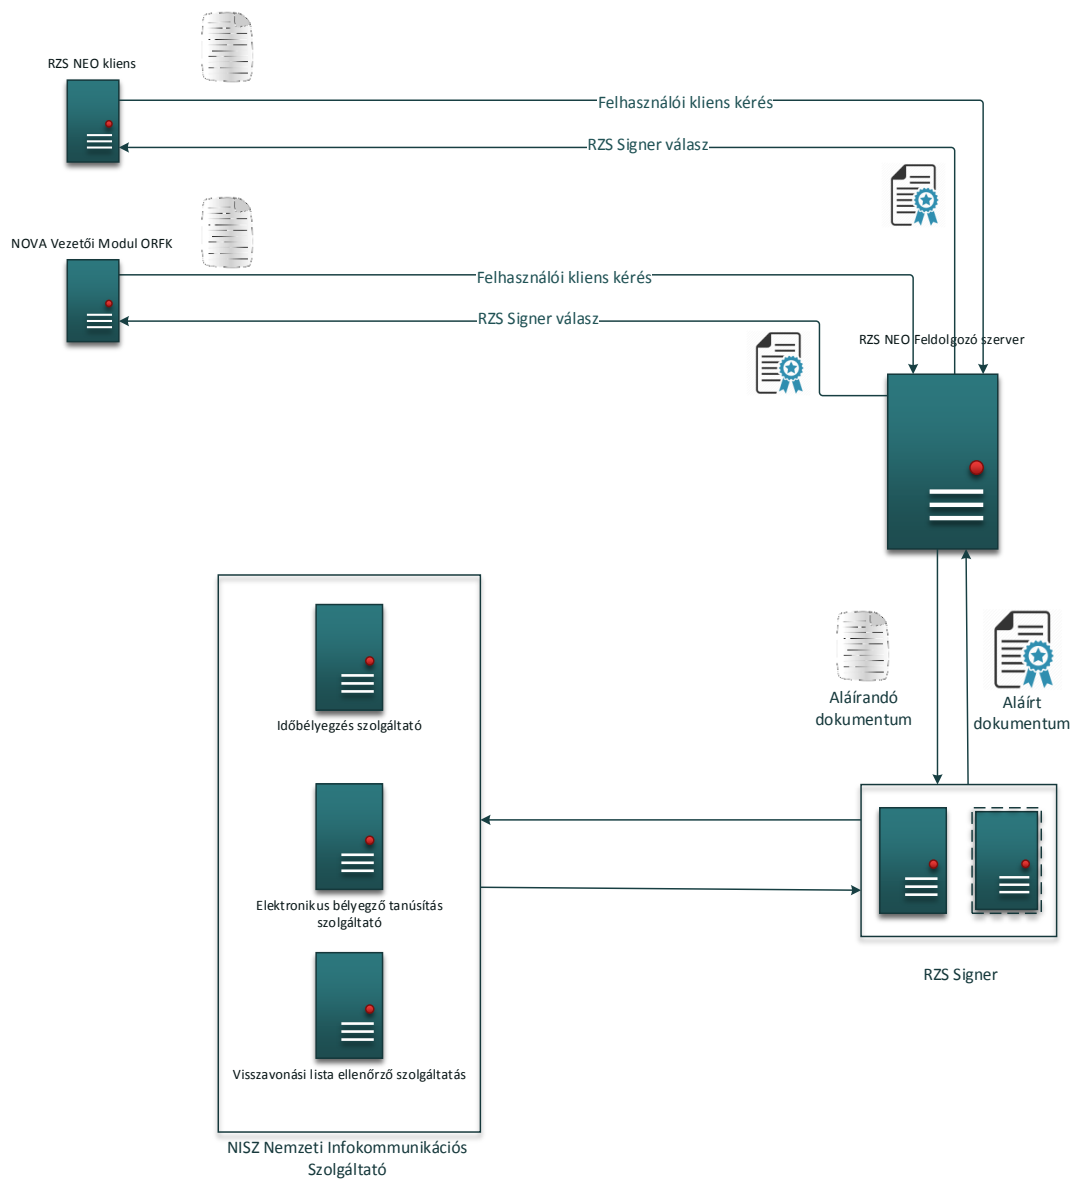 RZS NEO kliens
Felhasználói kliens kérés
RZS Signer válasz
NOVA Vezetői Modul ORFK
Felhasználói kliens kérés
RZS Signer válasz
RZS NEO Feldolgozó szerver
Aláírandó
dokumentum
Aláírt
dokumentum
Időbélyegzés szolgáltató
Elektronikus bélyegző tanúsítás
szolgáltató
RZS Signer
Visszavonási lista ellenőrző szolgáltatás
NISZ Nemzeti Infokommunikációs
Szolgáltató